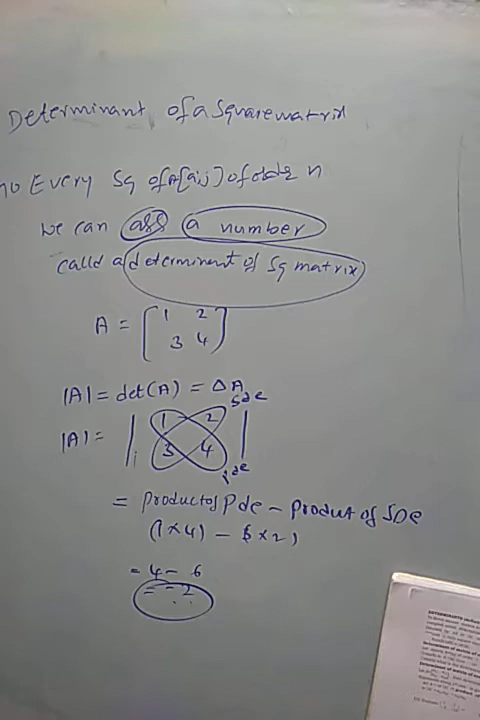 Determinant of a Square matrix
To Every Sq of A[aij] of order n
we can ass a number
called a determinant of Sq matrix
A = [1 2
3 4]
|A| = det(A) = ΔA
sde
|A| = | 1 2
3 4 |
pde
= product of Pde - product of SDE
(1×4) - (3×2)
= 4 - 6
= -2